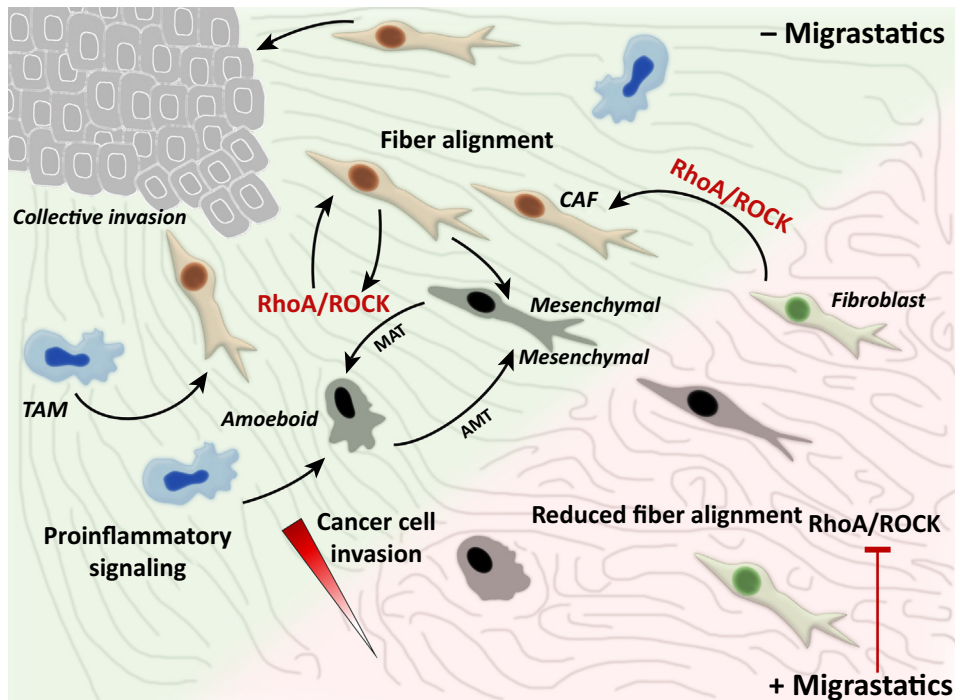 – Migrastatics
Fiber alignment
RhoA/ROCK
CAF
Collective invasion
RhoA/ROCK
Fibroblast
Mesenchymal
MAT
Mesenchymal
TAM
Amoeboid
AMT
Proinflammatory
signaling
Cancer cell
invasion
Reduced fiber alignment
RhoA/ROCK
+ Migrastatics